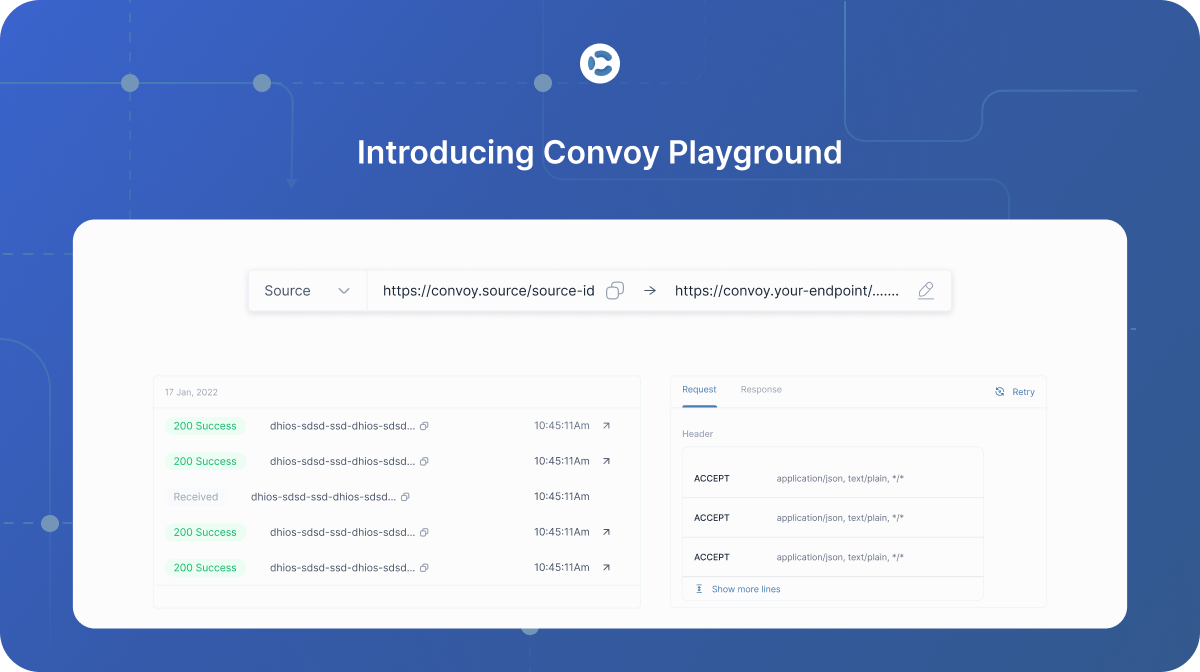 Introducing Convoy Playground
Source https://convoy.source/source-id https://convoy.your-endpoint/.......
17 Jan, 2022
200 Success dhios-sdsd-ssd-dhios-sdsd... 10:45:11Am
200 Success dhios-sdsd-ssd-dhios-sdsd... 10:45:11Am
Received dhios-sdsd-ssd-dhios-sdsd... 10:45:11Am
200 Success dhios-sdsd-ssd-dhios-sdsd... 10:45:11Am
200 Success dhios-sdsd-ssd-dhios-sdsd... 10:45:11Am
Request Response Retry
Header
ACCEPT application/json, text/plain, */*
ACCEPT application/json, text/plain, */*
ACCEPT application/json, text/plain, */*
Show more lines